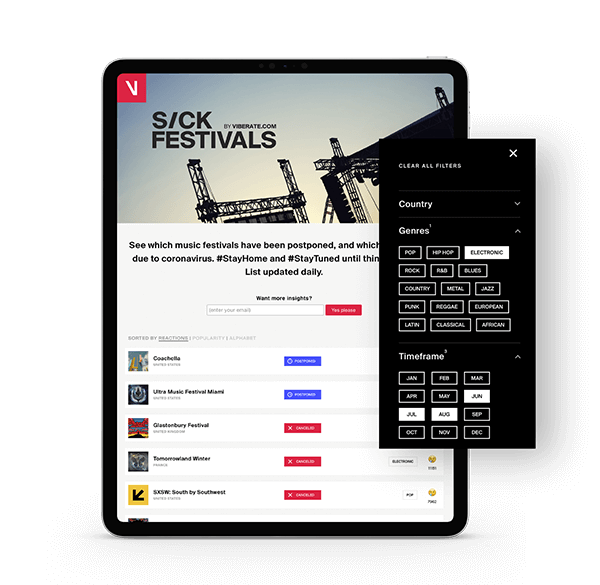 V
S/CK
BY VIBERATE.COM
FESTIVALS
CLEAR ALL FILTERS
Country
Genres1
POP HIP HOP ELECTRONIC
ROCK R&B BLUES
COUNTRY METAL JAZZ
PUNK REGGAE EUROPEAN
LATIN CLASSICAL AFRICAN
Timeframe3
JAN FEB MAR
APR MAY JUN
JUL AUG SEP
OCT NOV DEC
See which music festivals have been postponed, and which
due to coronavirus. #StayHome and #StayTuned until thin
List updated daily.
Want more insights?
(enter your email) Yes please
SORTED BY REACTIONS | POPULARITY | ALPHABET
Coachella
UNITED STATES
POSTPONED
Ultra Music Festival Miami
UNITED STATES
POSTPONED
Glastonbury Festival
UNITED KINGDOM
CANCELED
Tomorrowland Winter
FRANCE
CANCELED
ELECTRONIC
SXSW: South by Southwest
UNITED STATES
CANCELED
POP
7962